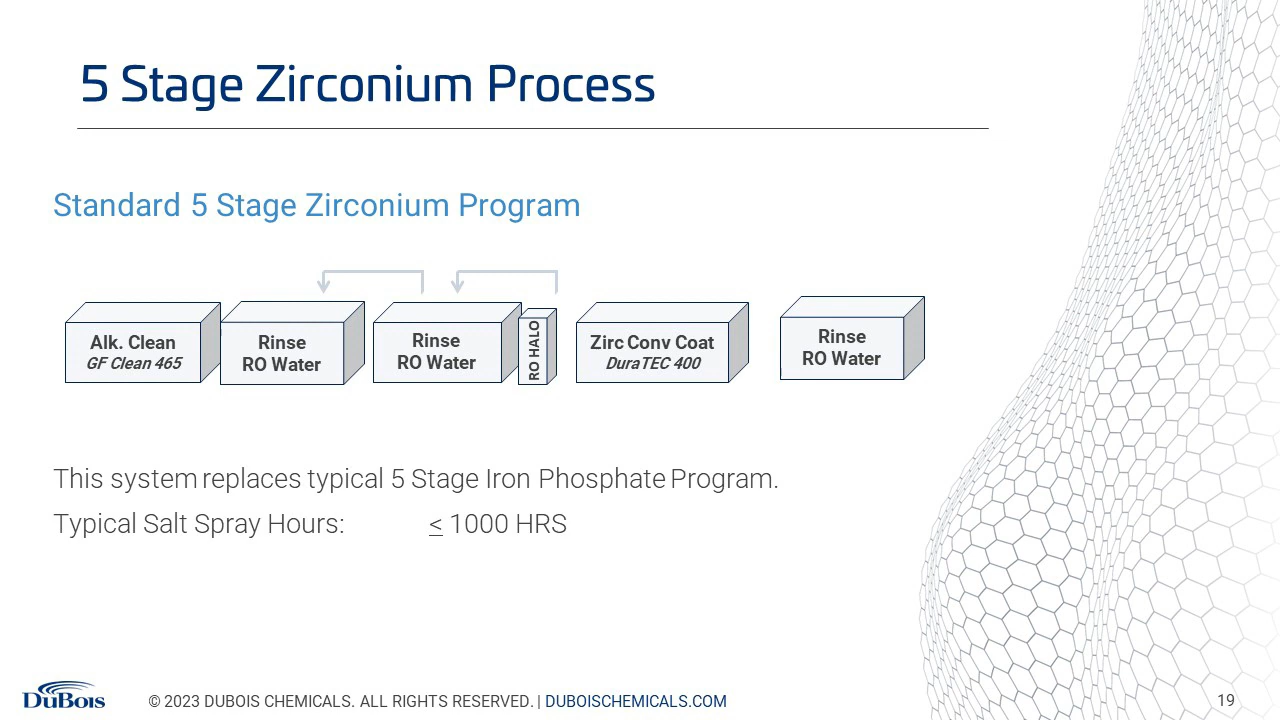 5 Stage Zirconium Process
Standard 5 Stage Zirconium Program
Alk. Clean
GF Clean 465
Rinse
RO Water
Rinse
RO Water
RO HALO
Zirc Conv Coat
DuraTEC 400
Rinse
RO Water
This system replaces typical 5 Stage Iron Phosphate Program.
Typical Salt Spray Hours: ≤ 1000 HRS
DuBois
© 2023 DUBOIS CHEMICALS. ALL RIGHTS RESERVED. | DUBOISCHEMICALS.COM
19